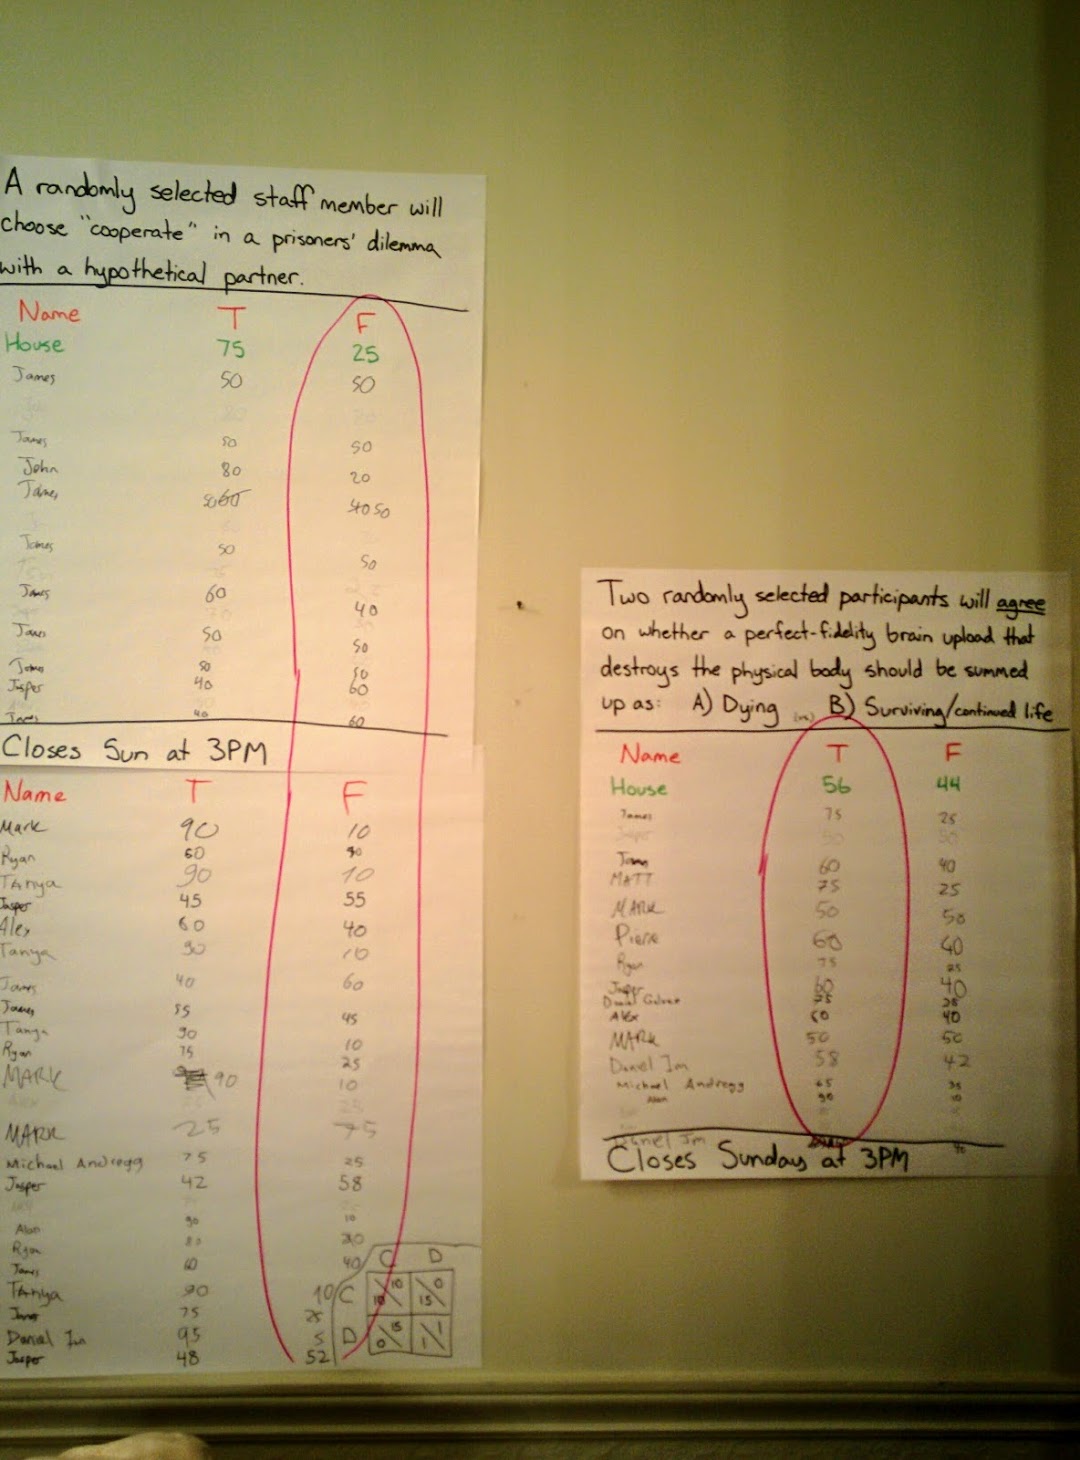 A randomly selected staff member will
choose "cooperate" in a prisoners' dilemma
with a hypothetical partner.
Name T F
House 75 25
James 50 50
James 50 50
John 80 20
James 50 60 40 50
James 50 50
James 60 40
James 50 50
James 50 50
Jasper 40 60
James 40 60
Closes Sun at 3PM
Name T F
Mark 90 10
Ryan 60
Tanya 90 10
Jasper 45 55
Alex 60 40
Tanya 90 10
James 40 60
James 55 45
Tanya 90 10
Ryan 75 25
MARK 90 10
MARK 25 75
Michael Andregg 75 25
Jasper 42 58
Alan 90 10
Ryan 80 20
James 60 40
Tanya 90 10
James 75 25
Daniel Im 95 5
Jasper 48 52
C D
C 10 10 15 0
D 0 15 1 1
Two randomly selected participants will agree
on whether a perfect-fidelity brain upload that
destroys the physical body should be summed
up as: A) Dying (or) B) Surviving/continued life
Name T F
House 56 44
James 75 25
60 40
MATT 75 25
MARK 50 50
Pierre 60 40
Ryan 75 25
Jasper 60 40
Daniel 75 25
Alex 60 40
MARK 50 50
Daniel Im 58 42
Michael Andregg 65 35
Alan 90 10
Daniel Im 40
Closes Sunday at 3PM